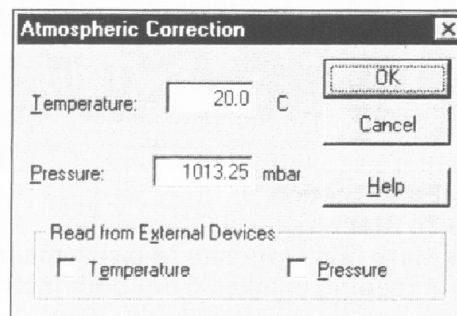 Atmospheric Correction
Temperature: 20.0 C
OK
Cancel
Pressure: 1013.25 mbar
Help
Read from External Devices
Temperature
Pressure